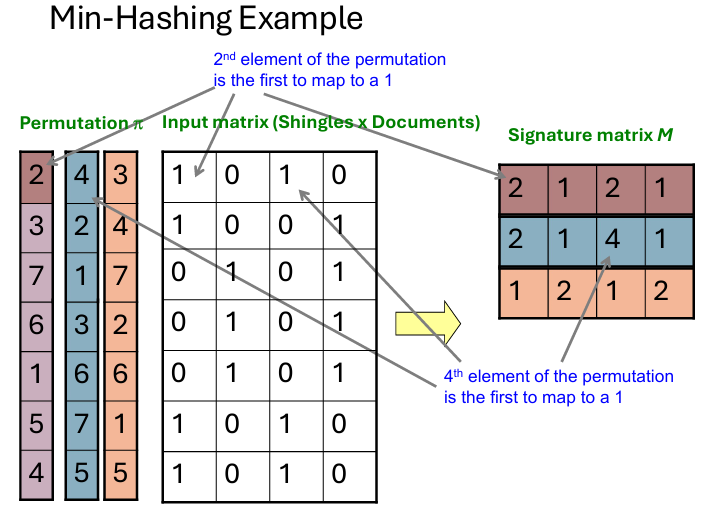 Min-Hashing Example
2nd element of the permutation
is the first to map to a 1
Permutation π
Input matrix (Shingles x Documents)
Signature matrix M
2 4 3 1 0 1 0
3 2 4 1 0 0 1
7 1 7 0 1 0 1
6 3 2 0 1 0 1
1 6 6 0 1 0 1
5 7 1 1 0 1 0
4 5 5 1 0 1 0
2 1 2 1
2 1 4 1
1 2 1 2
4th element of the permutation
is the first to map to a 1